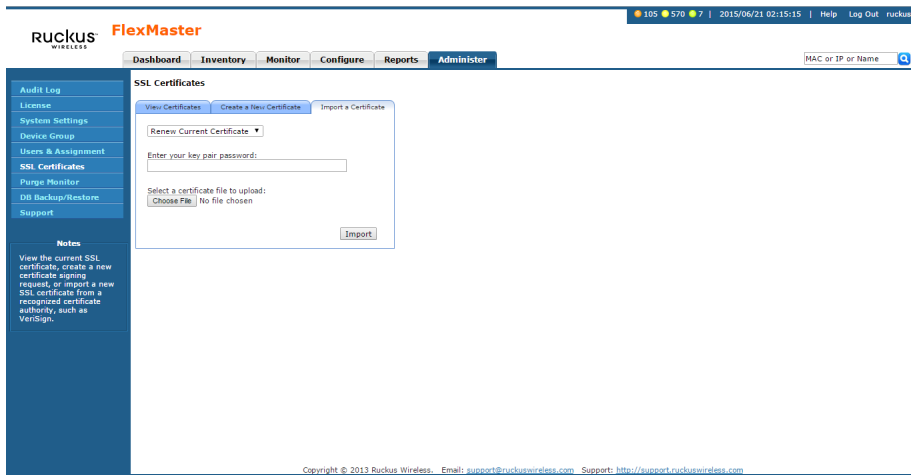 105 570 7 | 2015/06/21 02:15:15 | Help Log Out ruckus
Ruckus WIRELESS
FlexMaster
Dashboard Inventory Monitor Configure Reports Administer
MAC or IP or Name
Audit Log
License
System Settings
Device Group
Users & Assignment
SSL Certificates
Purge Monitor
DB Backup/Restore
Support
Notes
View the current SSL
certificate, create a new
certificate signing
request, or import a new
SSL certificate from a
recognized certificate
authority, such as
VeriSign.
SSL Certificates
View Certificates Create a New Certificate Import a Certificate
Renew Current Certificate
Enter your key pair password:
Select a certificate file to upload:
Choose File No file chosen
Import
Copyright © 2013 Ruckus Wireless. Email: support@ruckuswireless.com Support: http://support.ruckuswireless.com